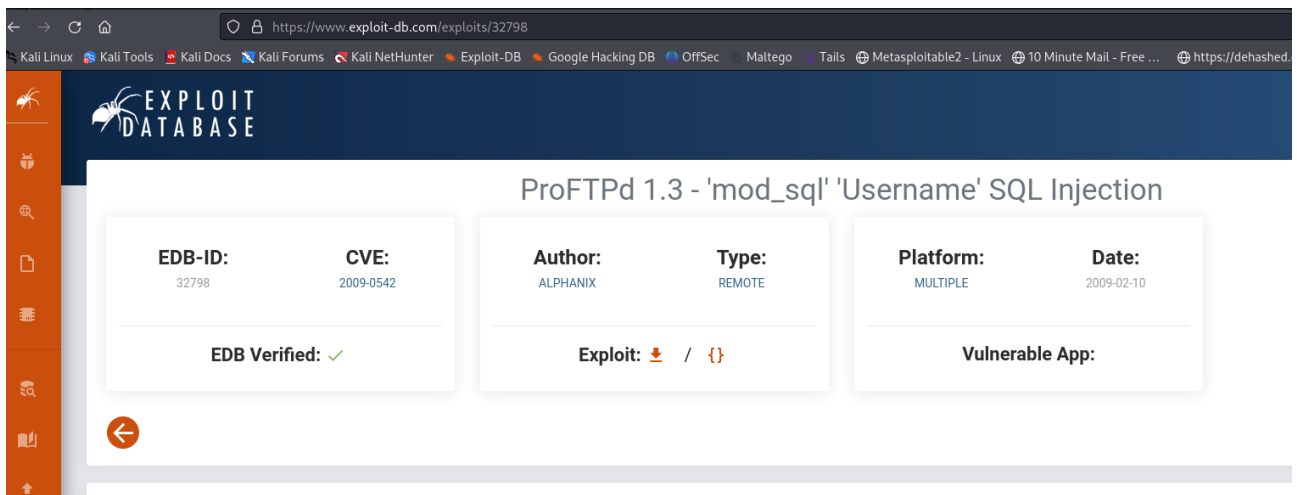 https://www.exploit-db.com/exploits/32798
Kali Linux Kali Tools Kali Docs Kali Forums Kali NetHunter Exploit-DB Google Hacking DB OffSec Maltego Tails Metasploitable2 - Linux 10 Minute Mail - Free ... https://dehashed.
EXPLOIT
DATABASE
ProFTPd 1.3 - 'mod_sql' 'Username' SQL Injection
EDB-ID: CVE: Author: Type: Platform: Date:
32798 2009-0542 ALPHANIX REMOTE MULTIPLE 2009-02-10
EDB Verified: Exploit: / {} Vulnerable App: